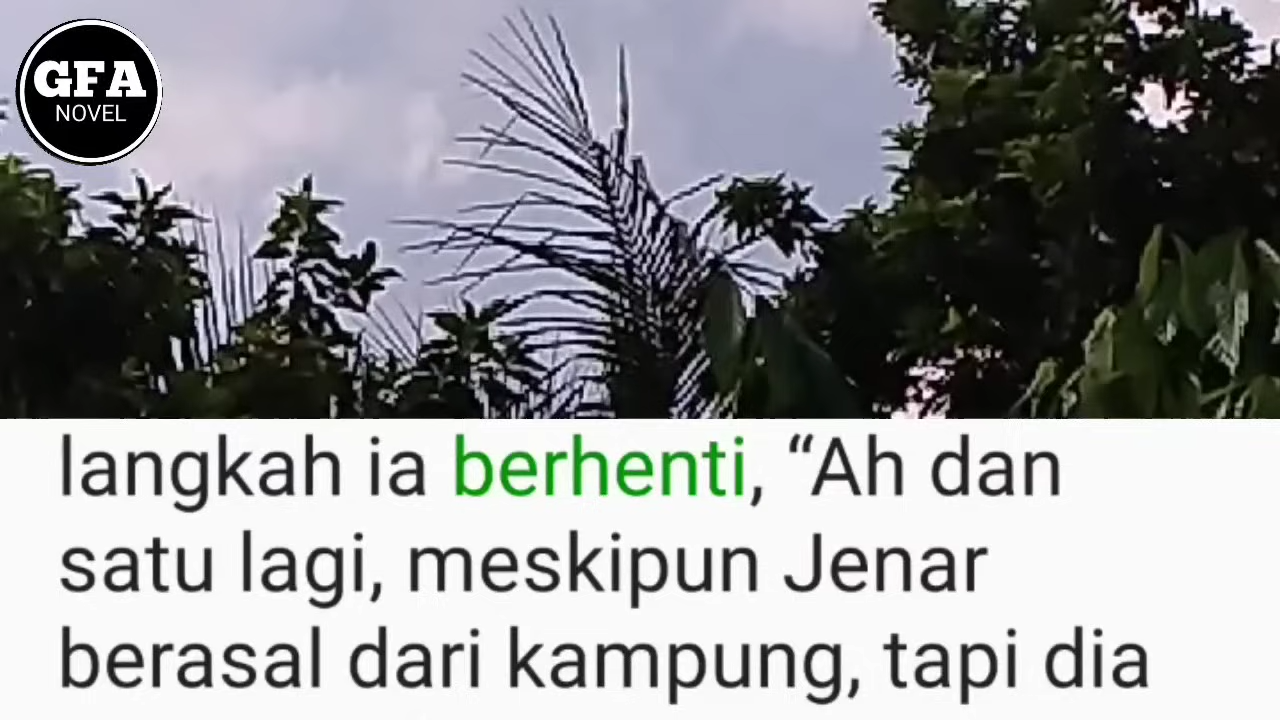 GFA
NOVEL
langkah ia berhenti, “Ah dan
satu lagi, meskipun Jenar
berasal dari kampung, tapi dia